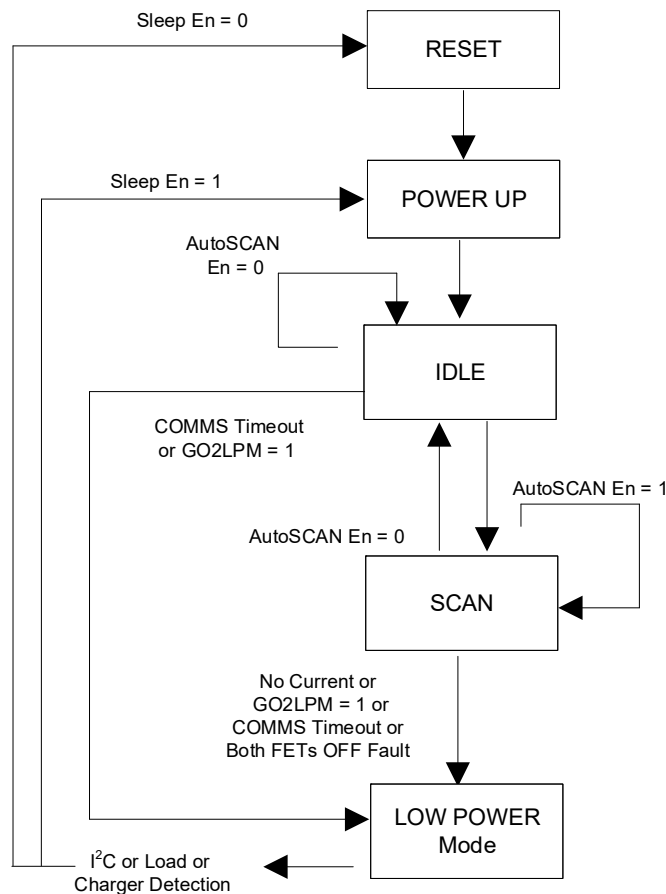 Sleep En = 0
RESET
Sleep En = 1
POWER UP
AutoSCAN
En = 0
IDLE
COMMS Timeout
or GO2LPM = 1
AutoSCAN En = 1
AutoSCAN En = 0
SCAN
No Current or
GO2LPM = 1 or
COMMS Timeout or
Both FETs OFF Fault
LOW POWER
Mode
I²C or Load or
Charger Detection